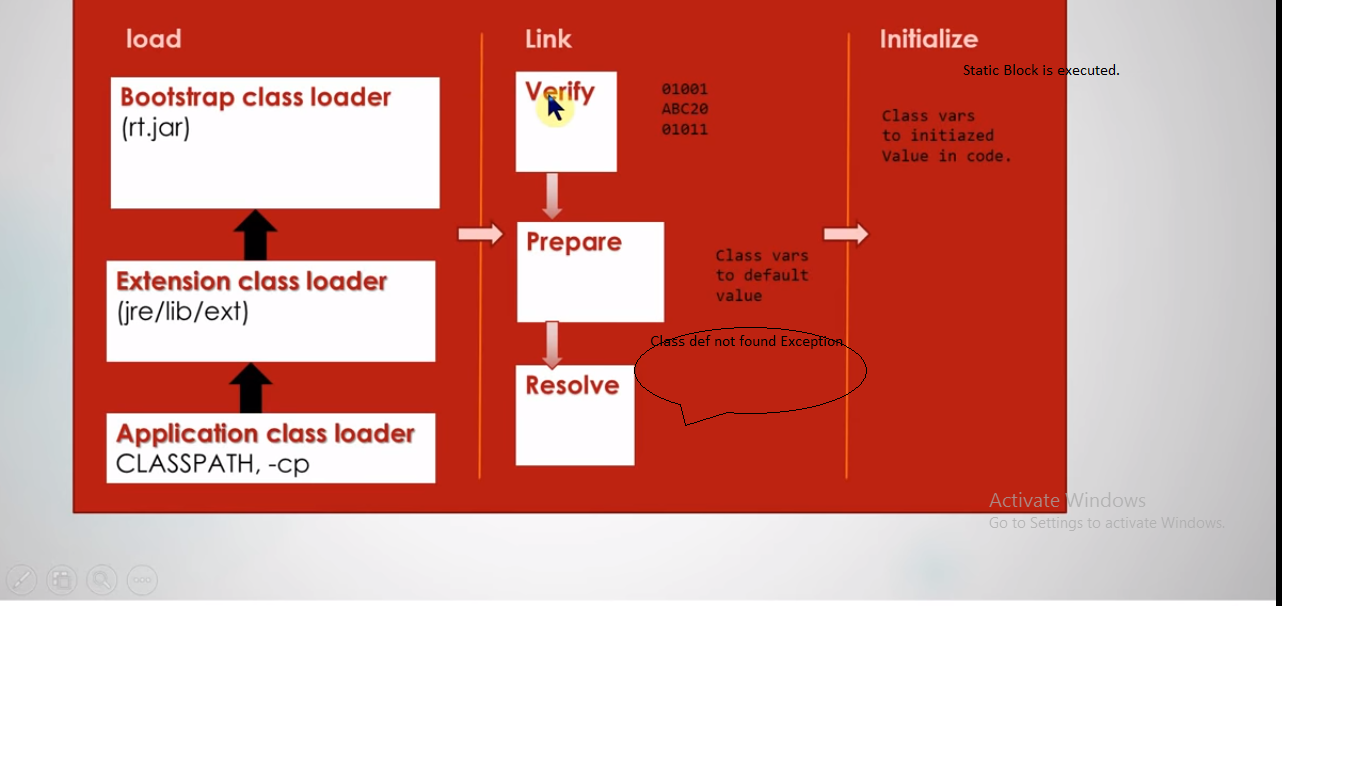 load
Bootstrap class loader
(rt.jar)
Extension class loader
(jre/lib/ext)
Application class loader
CLASSPATH, -cp
Link
Verify
01001
ABC20
01011
Prepare
Class vars
to default
value
Class def not found Exception
Resolve
Initialize
Static Block is executed.
Class vars
to initiazed
Value in code.
Activate Windows
Go to Settings to activate Windows.